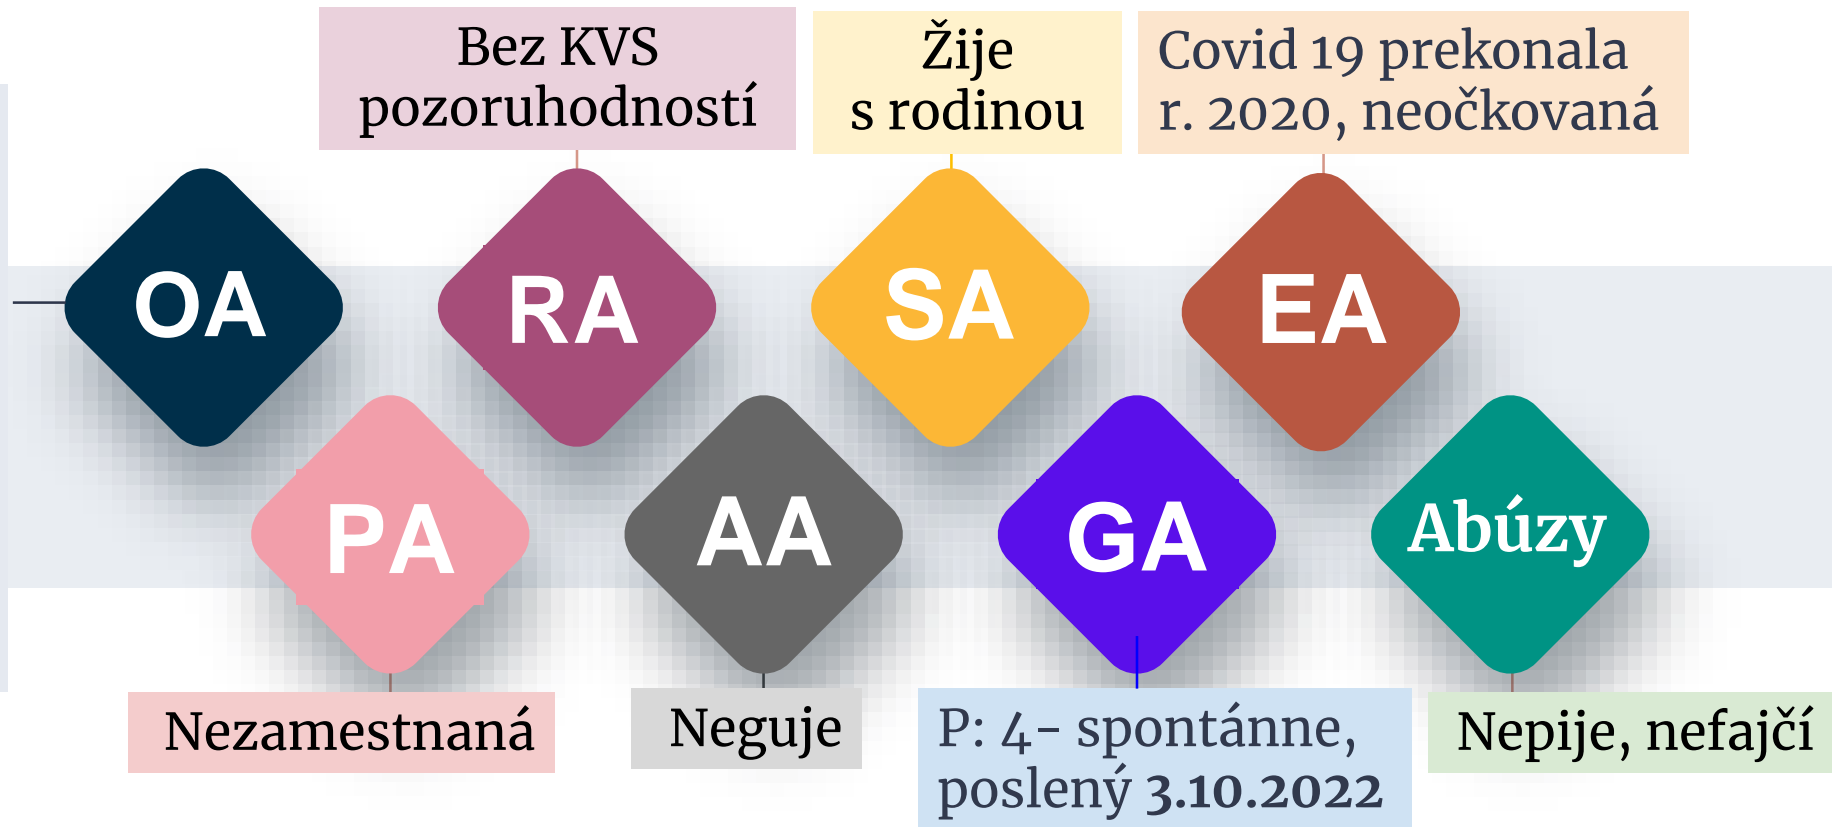 Bez KVS
pozoruhodností
Žije
s rodinou
Covid 19 prekonala
r. 2020, neočkovaná
OA
RA
SA
EA
PA
AA
GA
Abúzy
Nezamestnaná
Neguje
P: 4- spontánne,
poslený 3.10.2022
Nepije, nefajčí